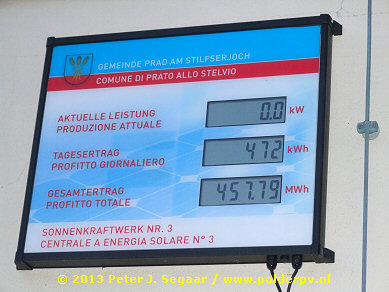 GEMEINDE PRAD AM STILFSERJOCH
COMUNE DI PRATO ALLO STELVIO
AKTUELLE LEISTUNG
PRODUZIONE ATTUALE
0.0 kW
TAGESERTRAG
PROFITTO GIORNALIERO
472 kWh
GESAMTERTRAG
PROFITTO TOTALE
457.79 MWh
SONNENKRAFTWERK NR. 3
CENTRALE A ENERGIA SOLARE N° 3
© 2013 Peter J. Segaar / www.polderpv.nl